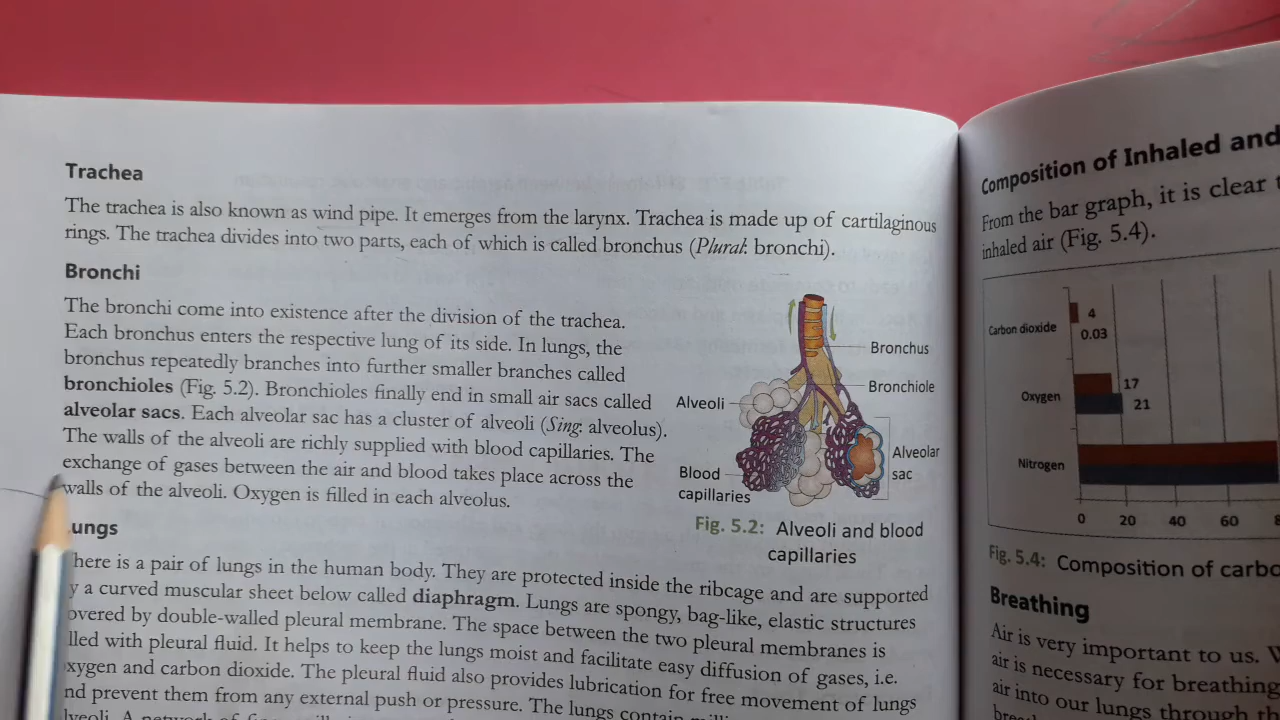 Trachea
The trachea is also known as wind pipe. It emerges from the larynx. Trachea is made up of cartilaginous
rings. The trachea divides into two parts, each of which is called bronchus (Plural: bronchi).
Bronchi
The bronchi come into existence after the division of the trachea.
Each bronchus enters the respective lung of its side. In lungs, the
bronchus repeatedly branches into further smaller branches called
bronchioles (Fig. 5.2). Bronchioles finally end in small air sacs called
alveolar sacs. Each alveolar sac has a cluster of alveoli (Sing: alveolus).
The walls of the alveoli are richly supplied with blood capillaries. The
exchange of gases between the air and blood takes place across the
walls of the alveoli. Oxygen is filled in each alveolus.
Bronchus
Bronchiole
Alveoli
Alveolar
sac
Blood
capillaries
Fig. 5.2: Alveoli and blood
capillaries
ungs
here is a pair of lungs in the human body. They are protected inside the ribcage and are supported
y a curved muscular sheet below called diaphragm. Lungs are spongy, bag-like, elastic structures
overed by double-walled pleural membrane. The space between the two pleural membranes is
lled with pleural fluid. It helps to keep the lungs moist and facilitate easy diffusion of gases, i.e.
xygen and carbon dioxide. The pleural fluid also provides lubrication for free movement of lungs
nd prevent them from any external push or pressure. The lungs contain
lveoli. A network of
Composition of Inhaled and
From the bar graph, it is clear
inhaled air (Fig. 5.4).
Carbon dioxide
4
0.03
Oxygen
17
21
Nitrogen
0 20 40 60 8
Fig. 5.4: Composition of carbo
Breathing
Air is very important to us. W
air is necessary for breathing
air into our lungs through th